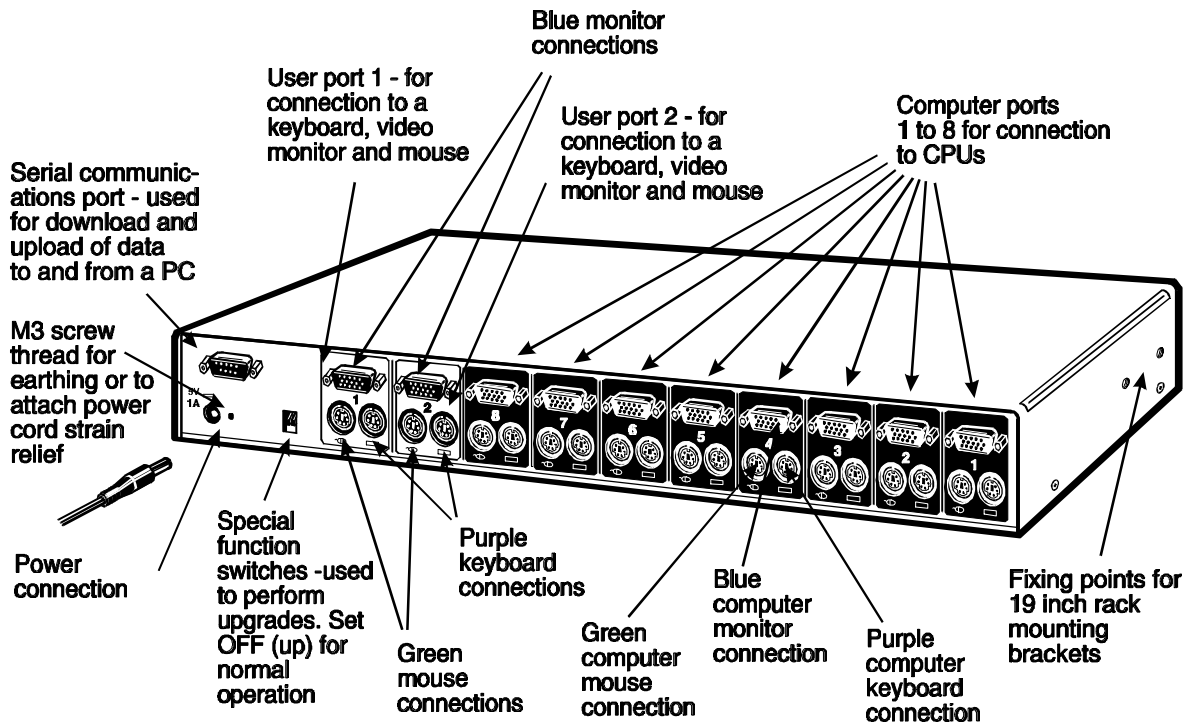 Blue monitor
connections
User port 1 - for
connection to a
keyboard, video
monitor and mouse
User port 2 - for
connection to a
keyboard, video
monitor and mouse
Computer ports
1 to 8 for connection
to CPUs
Serial communic-
ations port - used
for download and
upload of data
to and from a PC
M3 screw
thread for
earthing or to
attach power
cord strain
relief
5V
1A
1
2
8
7
6
5
4
3
2
1
Power
connection
Special
function
switches -used
to perform
upgrades. Set
OFF (up) for
normal
operation
Green
mouse
connections
Purple
keyboard
connections
Green
computer
mouse
connection
Blue
computer
monitor
connection
Purple
computer
keyboard
connection
Fixing points for
19 inch rack
mounting
brackets